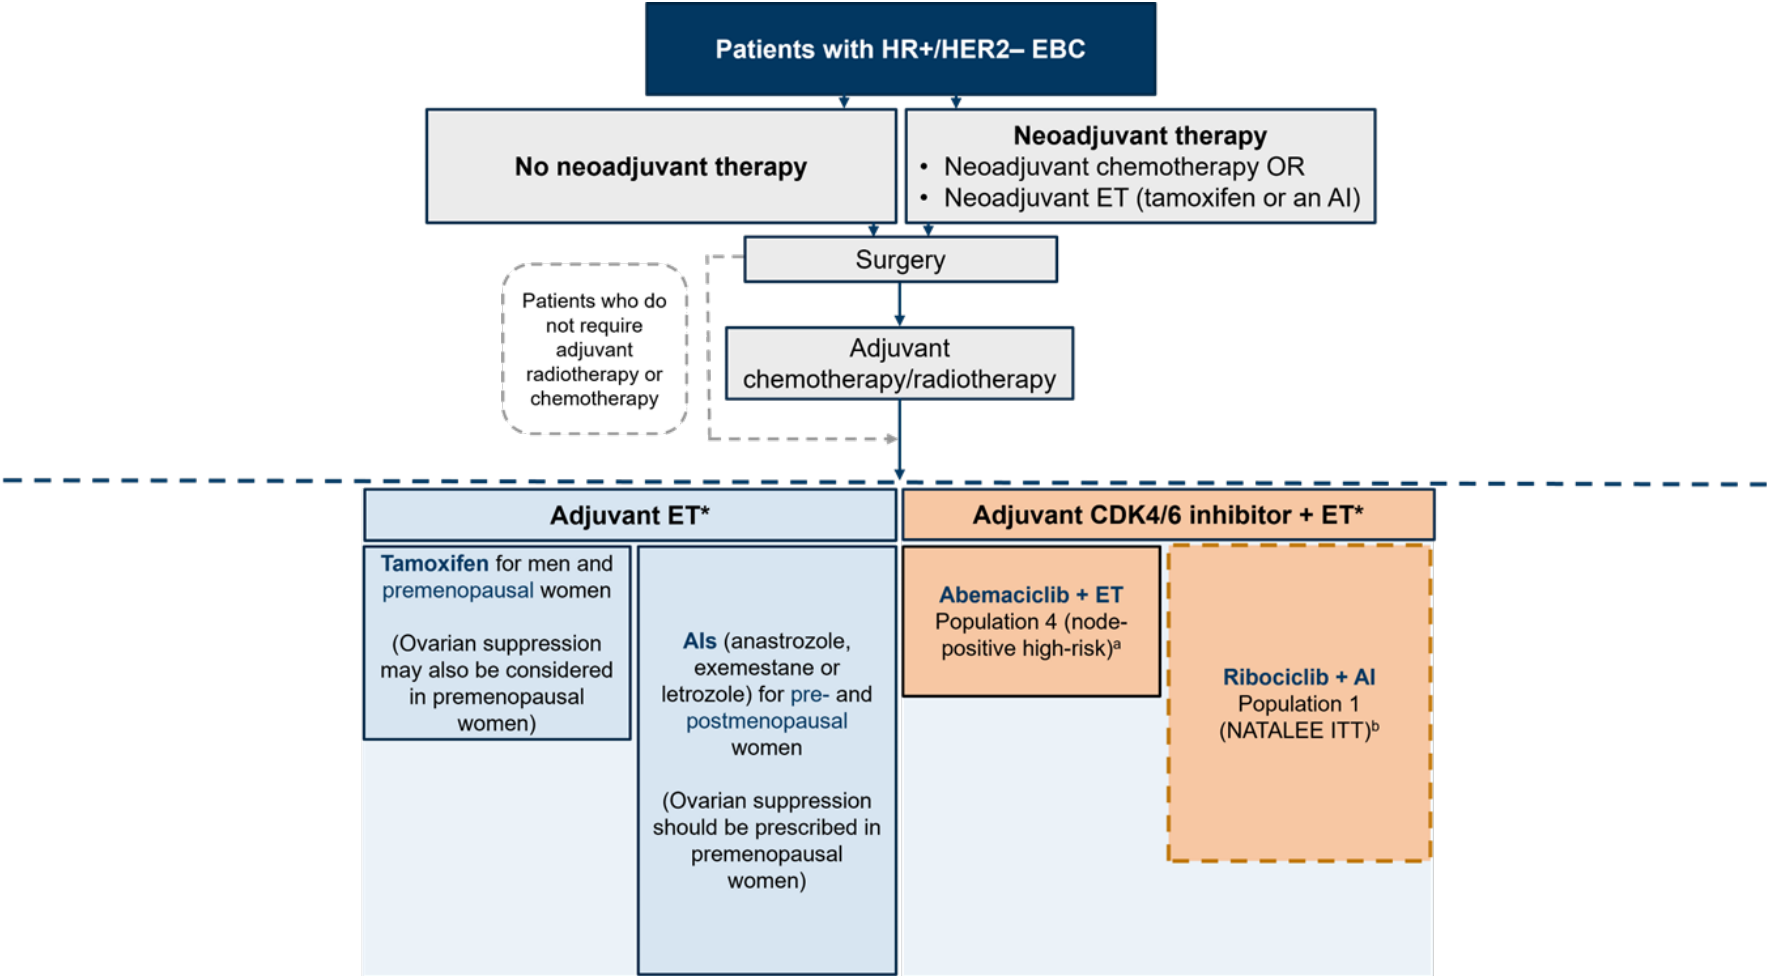 Patients with HR+/HER2– EBC
No neoadjuvant therapy
Neoadjuvant therapy
• Neoadjuvant chemotherapy OR
• Neoadjuvant ET (tamoxifen or an AI)
Surgery
Patients who do
not require
adjuvant
radiotherapy or
chemotherapy
Adjuvant
chemotherapy/radiotherapy
Adjuvant ET*
Adjuvant CDK4/6 inhibitor + ET*
Tamoxifen for men and
premenopausal women
(Ovarian suppression
may also be considered
in premenopausal
women)
AIs (anastrozole,
exemestane or
letrozole) for pre- and
postmenopausal
women
(Ovarian suppression
should be prescribed in
premenopausal
women)
Abemaciclib + ET
Population 4 (node-
positive high-risk)ᵃ
Ribociclib + AI
Population 1
(NATALEE ITT)ᵇ